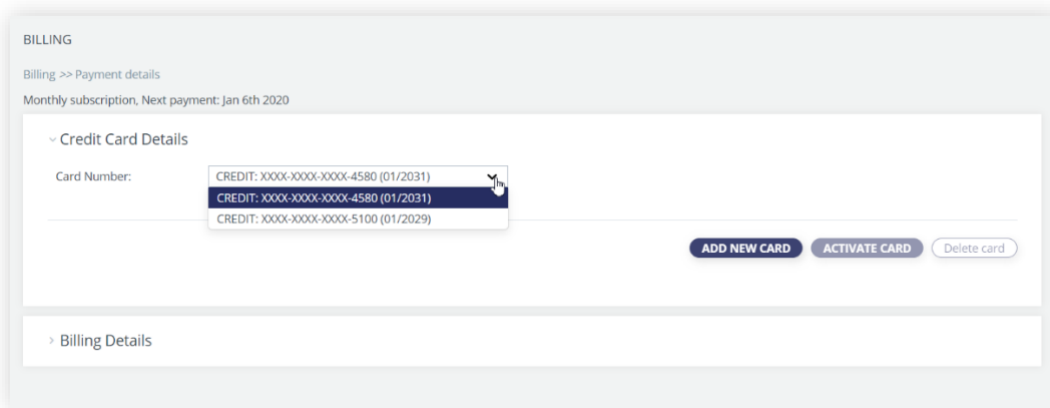 BILLING
Billing >> Payment details
Monthly subscription, Next payment: Jan 6th 2020
Credit Card Details
Card Number:
CREDIT: XXXX-XXXX-XXXX-4580 (01/2031)
CREDIT: XXXX-XXXX-XXXX-4580 (01/2031)
CREDIT: XXXX-XXXX-XXXX-5100 (01/2029)
ADD NEW CARD ACTIVATE CARD Delete card
Billing Details